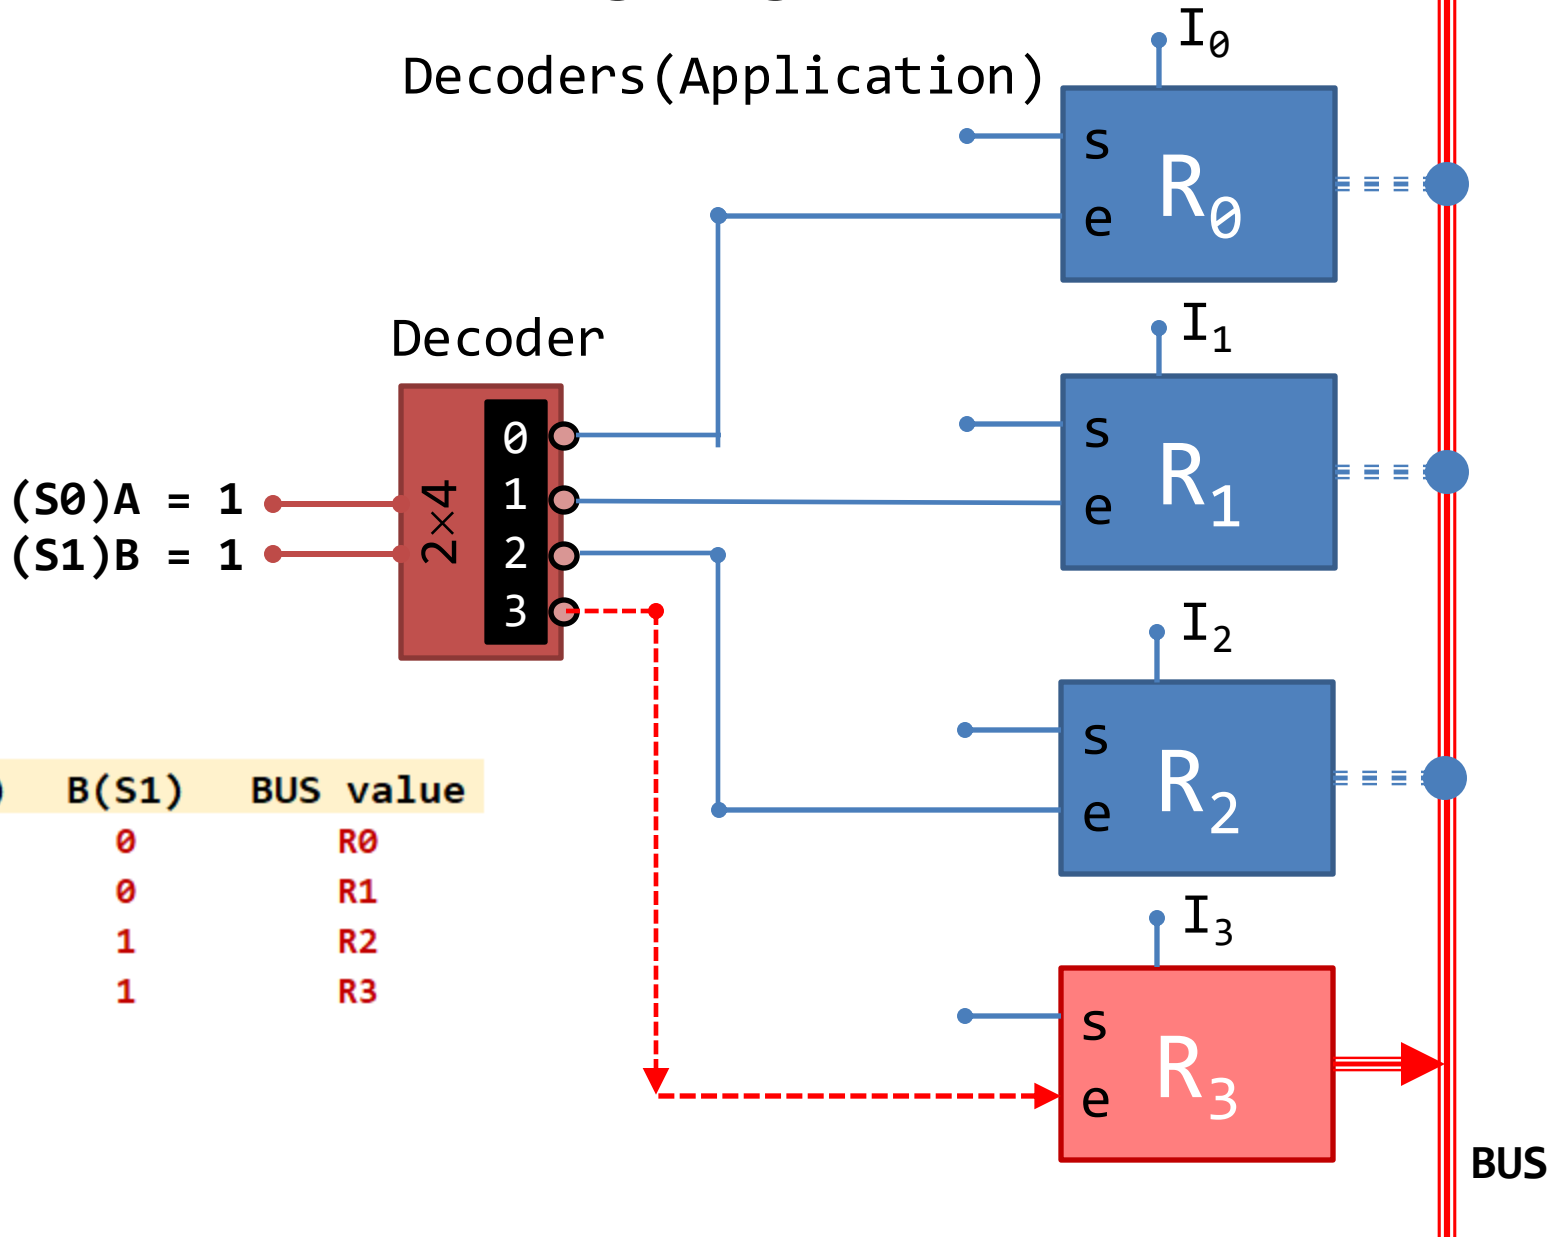 Decoders(Application)
I0
s
R0
e
Decoder
I1
0
1
2
3
2×4
(S0)A = 1
(S1)B = 1
s
R1
e
I2
s
R2
e
) B(S1) BUS value
0 R0
0 R1
1 R2
1 R3
I3
s
R3
e
BUS